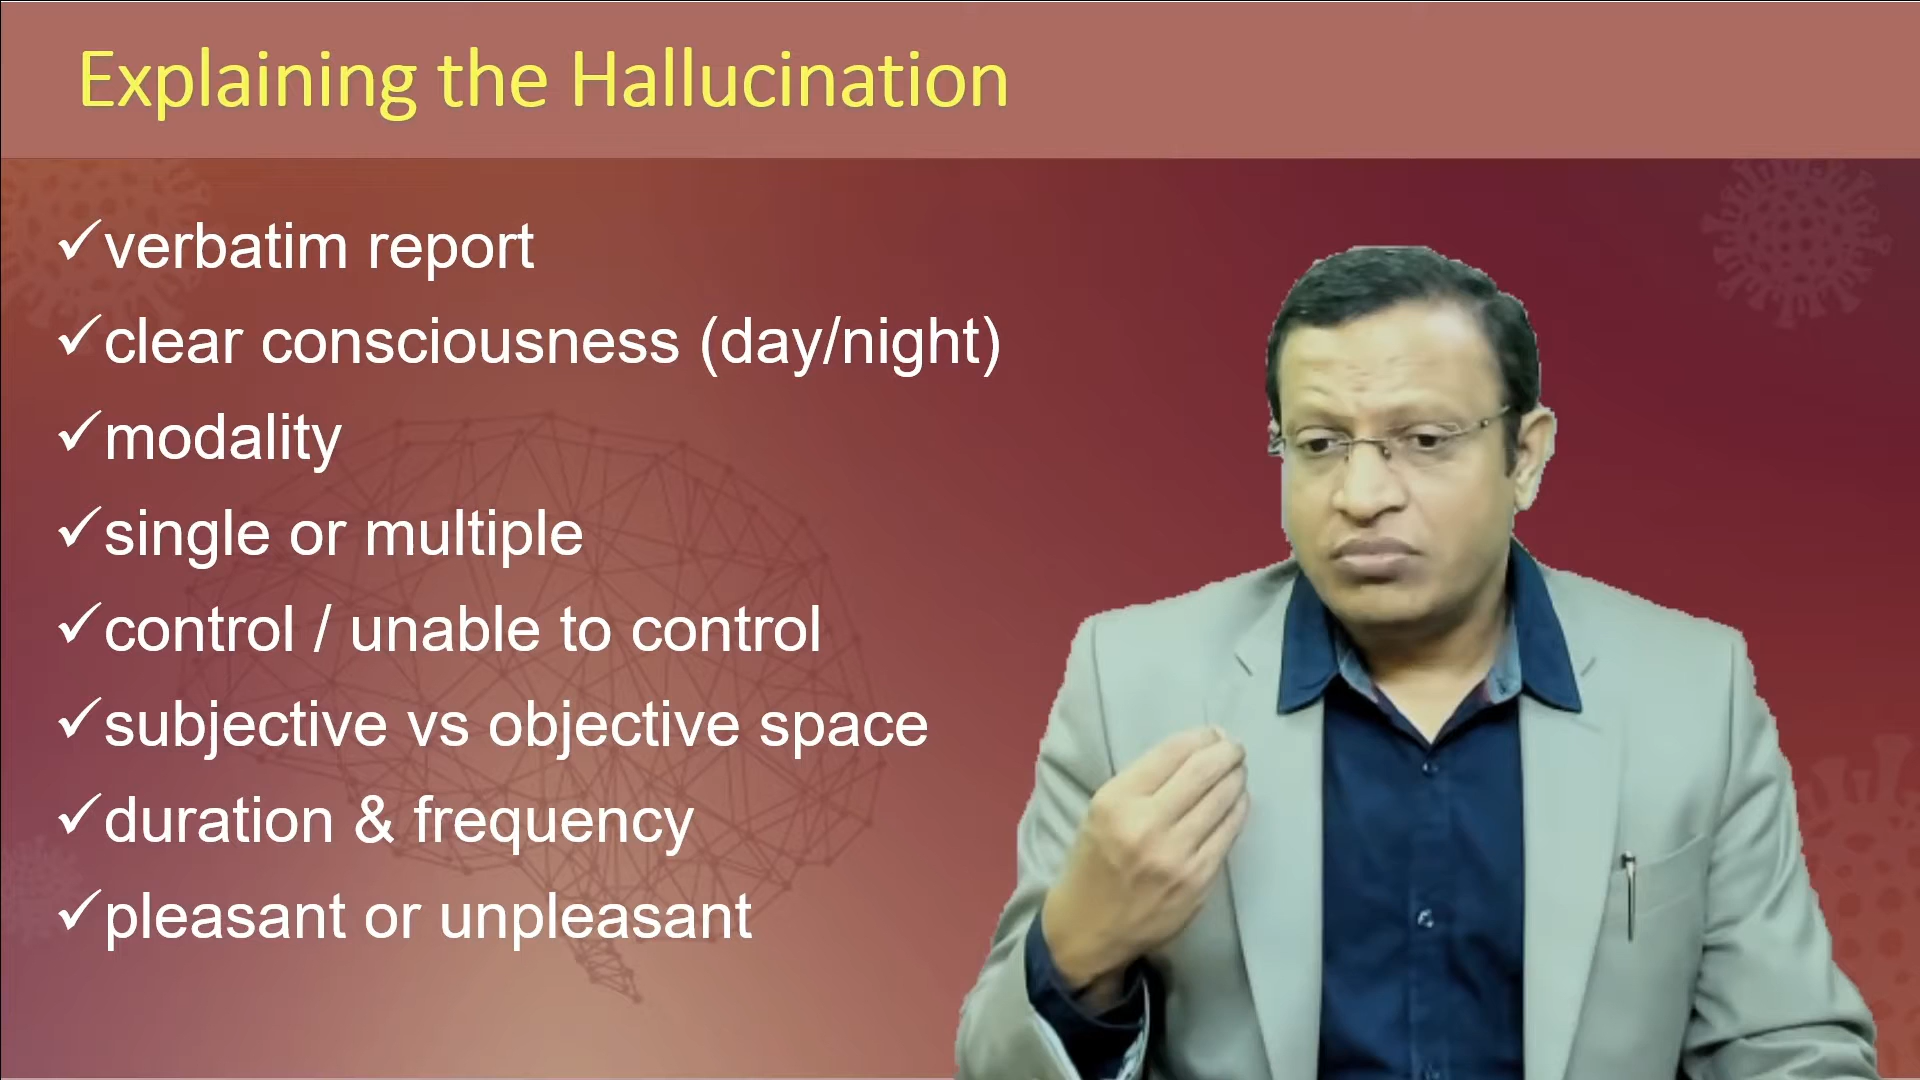 Explaining the Hallucination
✓verbatim report
✓clear consciousness (day/night)
✓modality
✓single or multiple
✓control / unable to control
✓subjective vs objective space
✓duration & frequency
✓pleasant or unpleasant